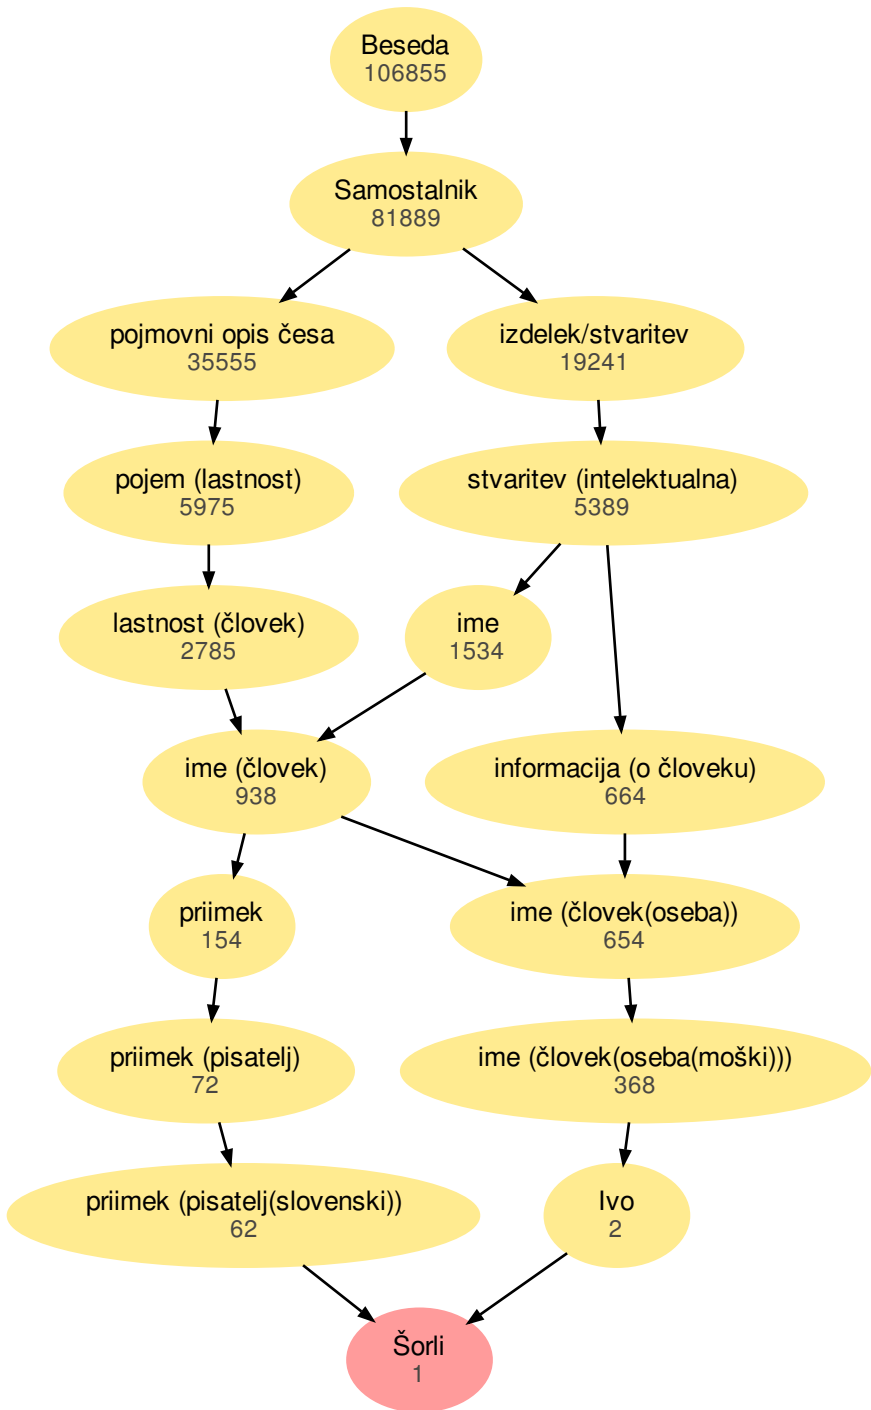 Beseda
106855
Samostalnik
81889
pojmovni opis česa
35555
izdelek/stvaritev
19241
pojem (lastnost)
5975
stvaritev (intelektualna)
5389
lastnost (človek)
2785
ime
1534
ime (človek)
938
informacija (o človeku)
664
priimek
154
ime (človek(oseba))
654
priimek (pisatelj)
72
ime (človek(oseba(moški)))
368
priimek (pisatelj(slovenski))
62
Ivo
2
Šorli
1